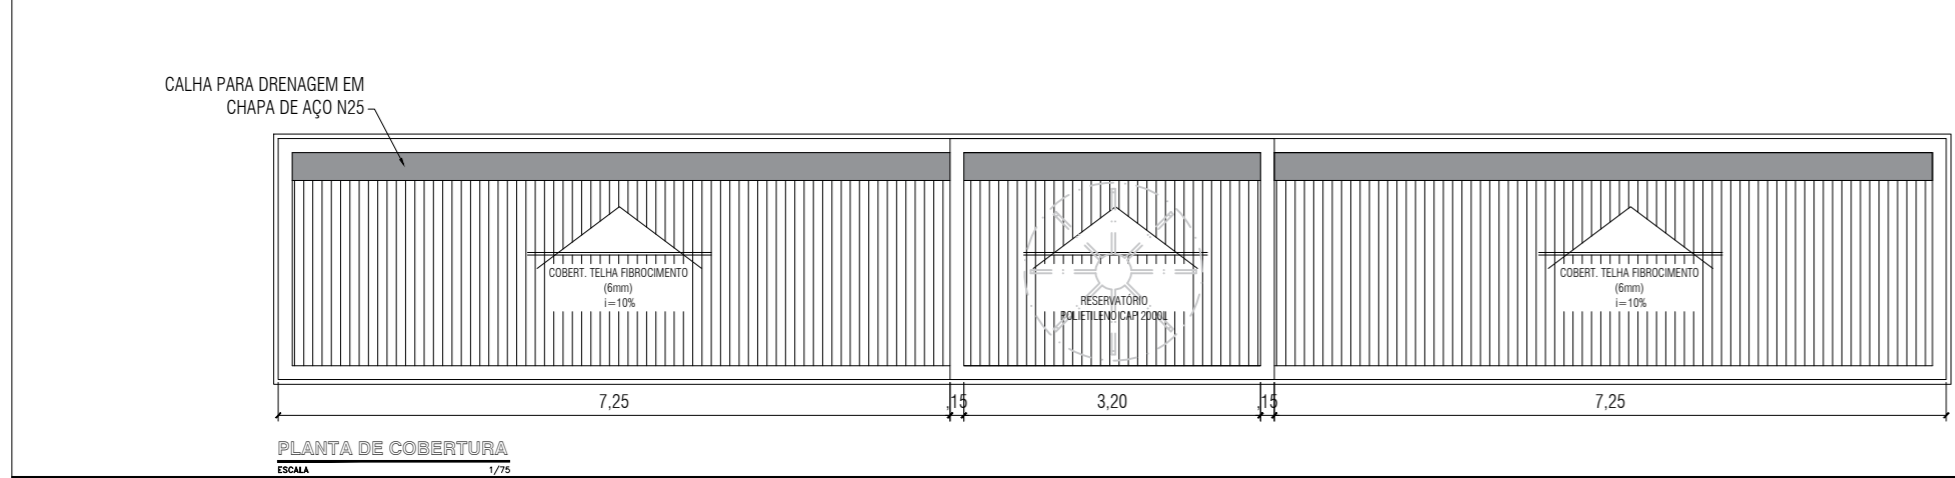 CALHA PARA DRENAGEM EM
CHAPA DE AÇO N25
COBERT. TELHA FIBROCIMENTO
(6mm)
i=10%
RESERVATÓRIO
POLIETILENO CAP 2000L
COBERT. TELHA FIBROCIMENTO
(6mm)
i=10%
7,25
,15
3,20
,15
7,25
PLANTA DE COBERTURA
ESCALA 1/75